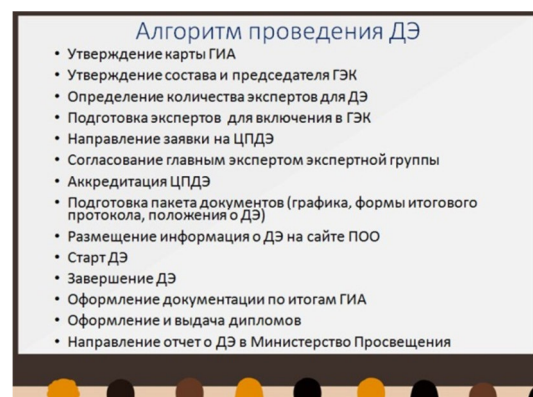 Алгоритм проведения ДЭ
• Утверждение карты ГИА
• Утверждение состава и председателя ГЭК
• Определение количества экспертов для ДЭ
• Подготовка экспертов для включения в ГЭК
• Направление заявки на ЦПДЭ
• Согласование главным экспертом экспертной группы
• Аккредитация ЦПДЭ
• Подготовка пакета документов (графика, формы итогового
протокола, положения о ДЭ)
• Размещение информация о ДЭ на сайте ПОО
• Старт ДЭ
• Завершение ДЭ
• Оформление документации по итогам ГИА
• Оформление и выдача дипломов
• Направление отчет о ДЭ в Министерство Просвещения